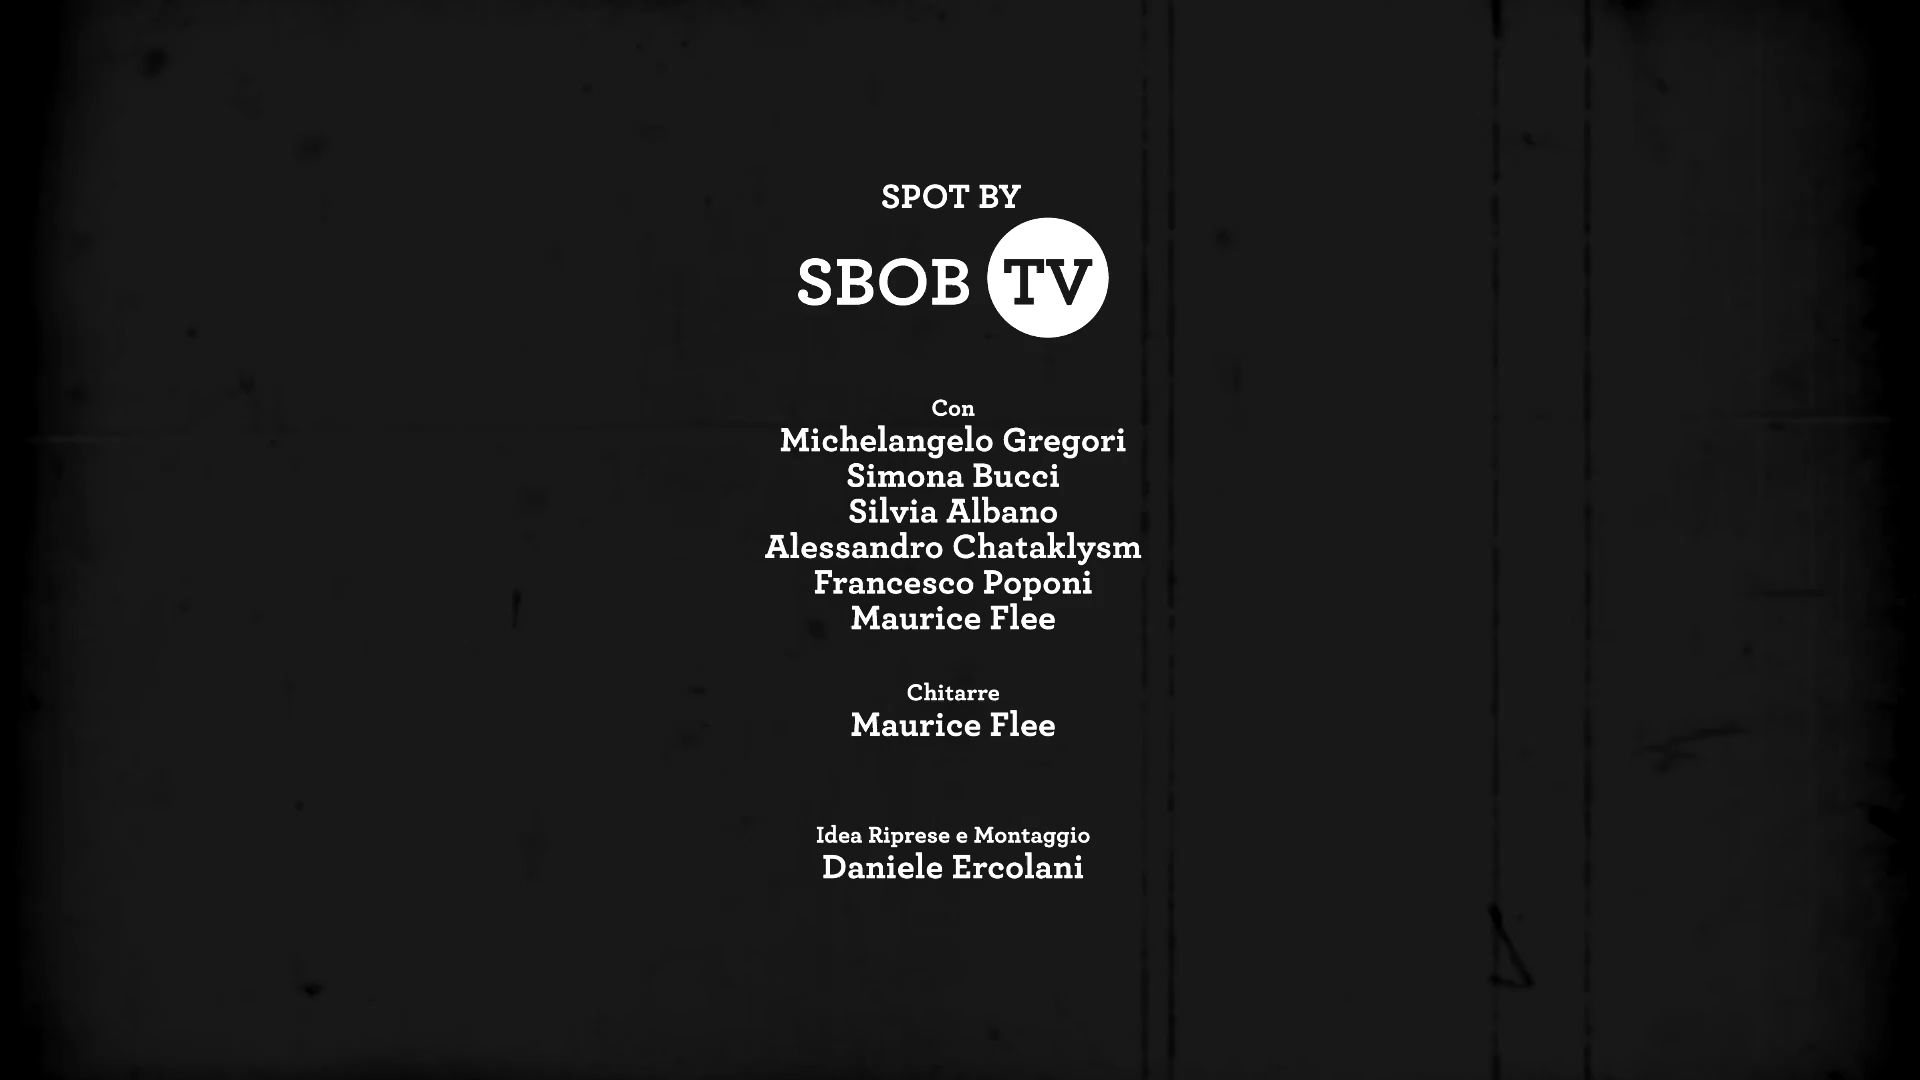 SPOT BY
SBOB TV
Con
Michelangelo Gregori
Simona Bucci
Silvia Albano
Alessandro Chataklysm
Francesco Poponi
Maurice Flee
Chitarre
Maurice Flee
Idea Riprese e Montaggio
Daniele Ercolani